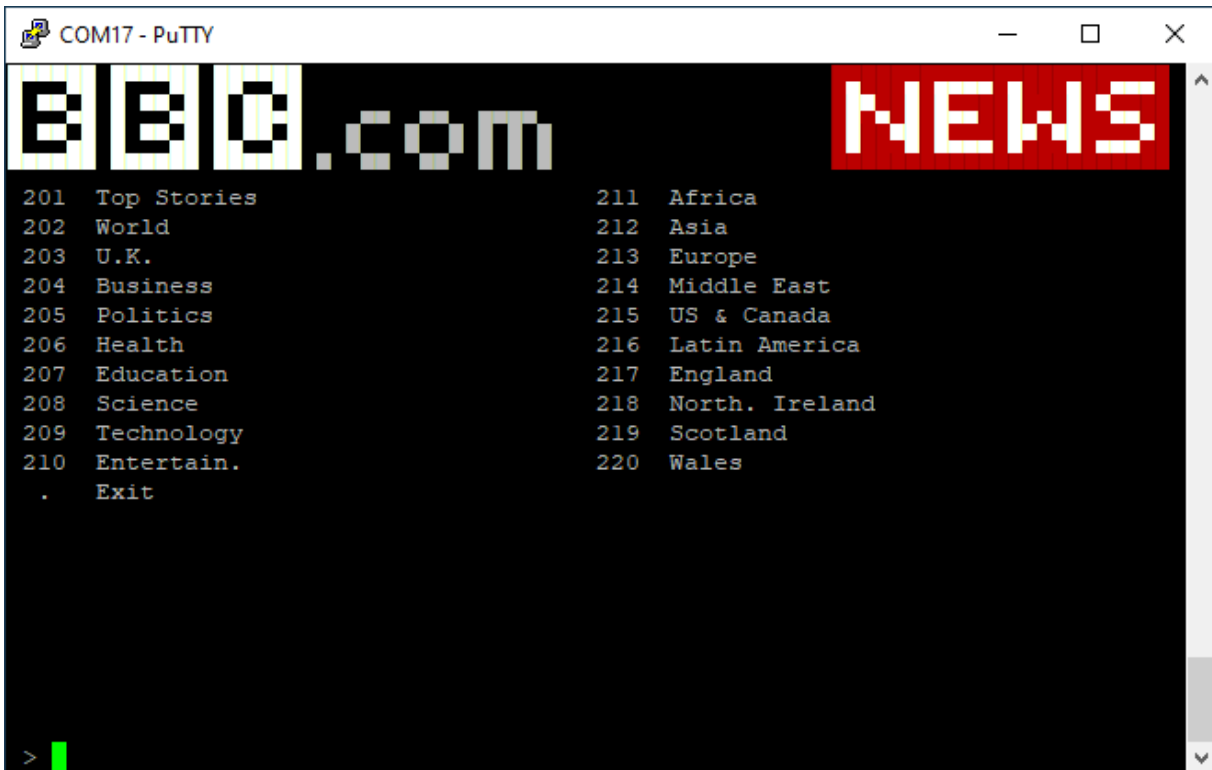 COM17 - PuTTY
BBC.com NEWS
201 Top Stories 211 Africa
202 World 212 Asia
203 U.K. 213 Europe
204 Business 214 Middle East
205 Politics 215 US & Canada
206 Health 216 Latin America
207 Education 217 England
208 Science 218 North. Ireland
209 Technology 219 Scotland
210 Entertain. 220 Wales
. Exit
>